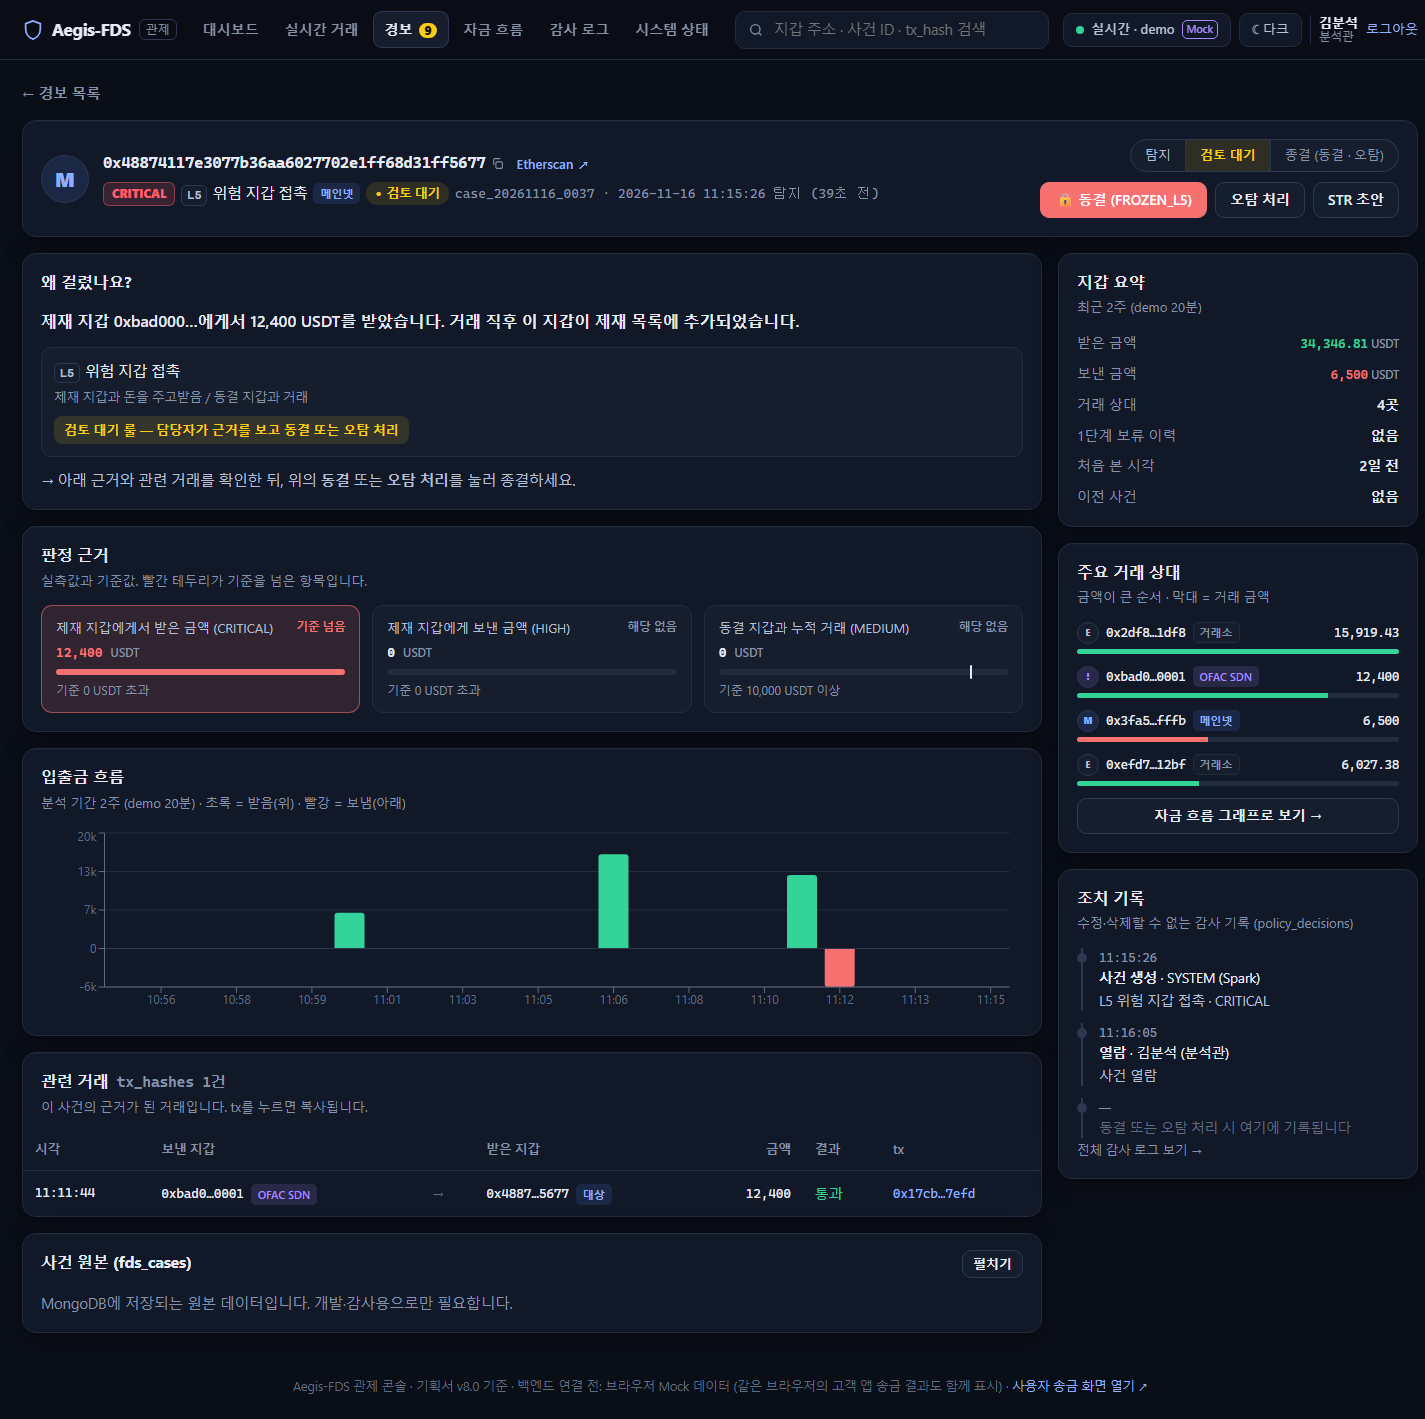 Aegis-FDS 관제 대시보드 실시간 거래 경보 9 자금 흐름 감사 로그 시스템 상태 지갑 주소 · 사건 ID · tx_hash 검색 실시간 · demo Mock ☾ 다크 김분석 분석관 로그아웃
← 경보 목록
M
0x48874117e3077b36aa6027702e1ff68d31ff5677 Etherscan ↗
CRITICAL L5 위험 지갑 접촉 메인넷 • 검토 대기 case_20261116_0037 · 2026-11-16 11:15:26 탐지 (39초 전)
탐지 검토 대기 종결 (동결 · 오탐)
🔒 동결 (FROZEN_L5) 오탐 처리 STR 초안
왜 걸렸나요?
제재 지갑 0xbad000…에게서 12,400 USDT를 받았습니다. 거래 직후 이 지갑이 제재 목록에 추가되었습니다.
L5 위험 지갑 접촉
제재 지갑과 돈을 주고받음 / 동결 지갑과 거래
검토 대기 룰 — 담당자가 근거를 보고 동결 또는 오탐 처리
→ 아래 근거와 관련 거래를 확인한 뒤, 위의 동결 또는 오탐 처리를 눌러 종결하세요.
판정 근거
실측값과 기준값. 빨간 테두리가 기준을 넘은 항목입니다.
제재 지갑에게서 받은 금액 (CRITICAL) 기준 넘음
12,400 USDT
기준 0 USDT 초과
제재 지갑에게 보낸 금액 (HIGH) 해당 없음
0 USDT
기준 0 USDT 초과
동결 지갑과 누적 거래 (MEDIUM) 해당 없음
0 USDT
기준 10,000 USDT 이상
입출금 흐름
분석 기간 2주 (demo 20분) · 초록 = 받음(위) · 빨강 = 보냄(아래)
20k
13k
7k
0
-6k
10:56 10:58 10:59 11:01 11:03 11:05 11:06 11:08 11:10 11:12 11:13 11:15
관련 거래 tx_hashes 1건
이 사건의 근거가 된 거래입니다. tx를 누르면 복사됩니다.
시각 보낸 지갑 받은 지갑 금액 결과 tx
11:11:44 0xbad0…0001 OFAC SDN → 0x4887…5677 대상 12,400 통과 0x17cb…7efd
사건 원본 (fds_cases) 펼치기
MongoDB에 저장되는 원본 데이터입니다. 개발·감사용으로만 필요합니다.
지갑 요약
최근 2주 (demo 20분)
받은 금액 34,346.81 USDT
보낸 금액 6,500 USDT
거래 상대 4곳
1단계 보류 이력 없음
처음 본 시각 2일 전
이전 사건 없음
주요 거래 상대
금액이 큰 순서 · 막대 = 거래 금액
E 0x2df8…1df8 거래소 15,919.43
! 0xbad0…0001 OFAC SDN 12,400
M 0x3fa5…fffb 메인넷 6,500
E 0xefd7…12bf 거래소 6,027.38
자금 흐름 그래프로 보기 →
조치 기록
수정·삭제할 수 없는 감사 기록 (policy_decisions)
11:15:26
사건 생성 · SYSTEM (Spark)
L5 위험 지갑 접촉 · CRITICAL
11:16:05
열람 · 김분석 (분석관)
사건 열람
—
동결 또는 오탐 처리 시 여기에 기록됩니다
전체 감사 로그 보기 →
Aegis-FDS 관제 콘솔 · 기획서 v8.0 기준 · 백엔드 연결 전: 브라우저 Mock 데이터 (같은 브라우저의 고객 앱 송금 결과도 함께 표시) · 사용자 송금 화면 열기 ↗